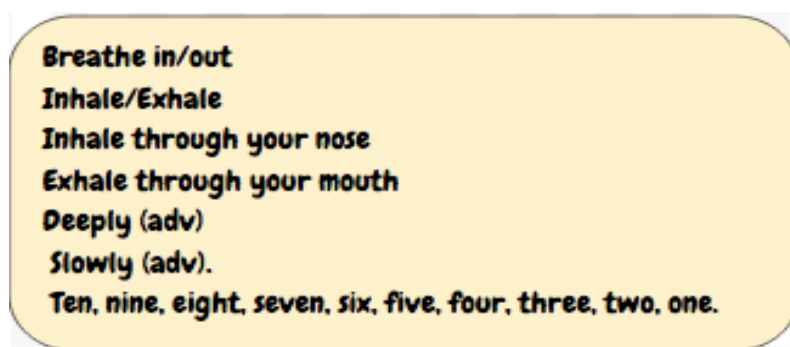 Breathe in/out
Inhale/Exhale
Inhale through your nose
Exhale through your mouth
Deeply (adv)
Slowly (adv).
Ten, nine, eight, seven, six, five, four, three, two, one.